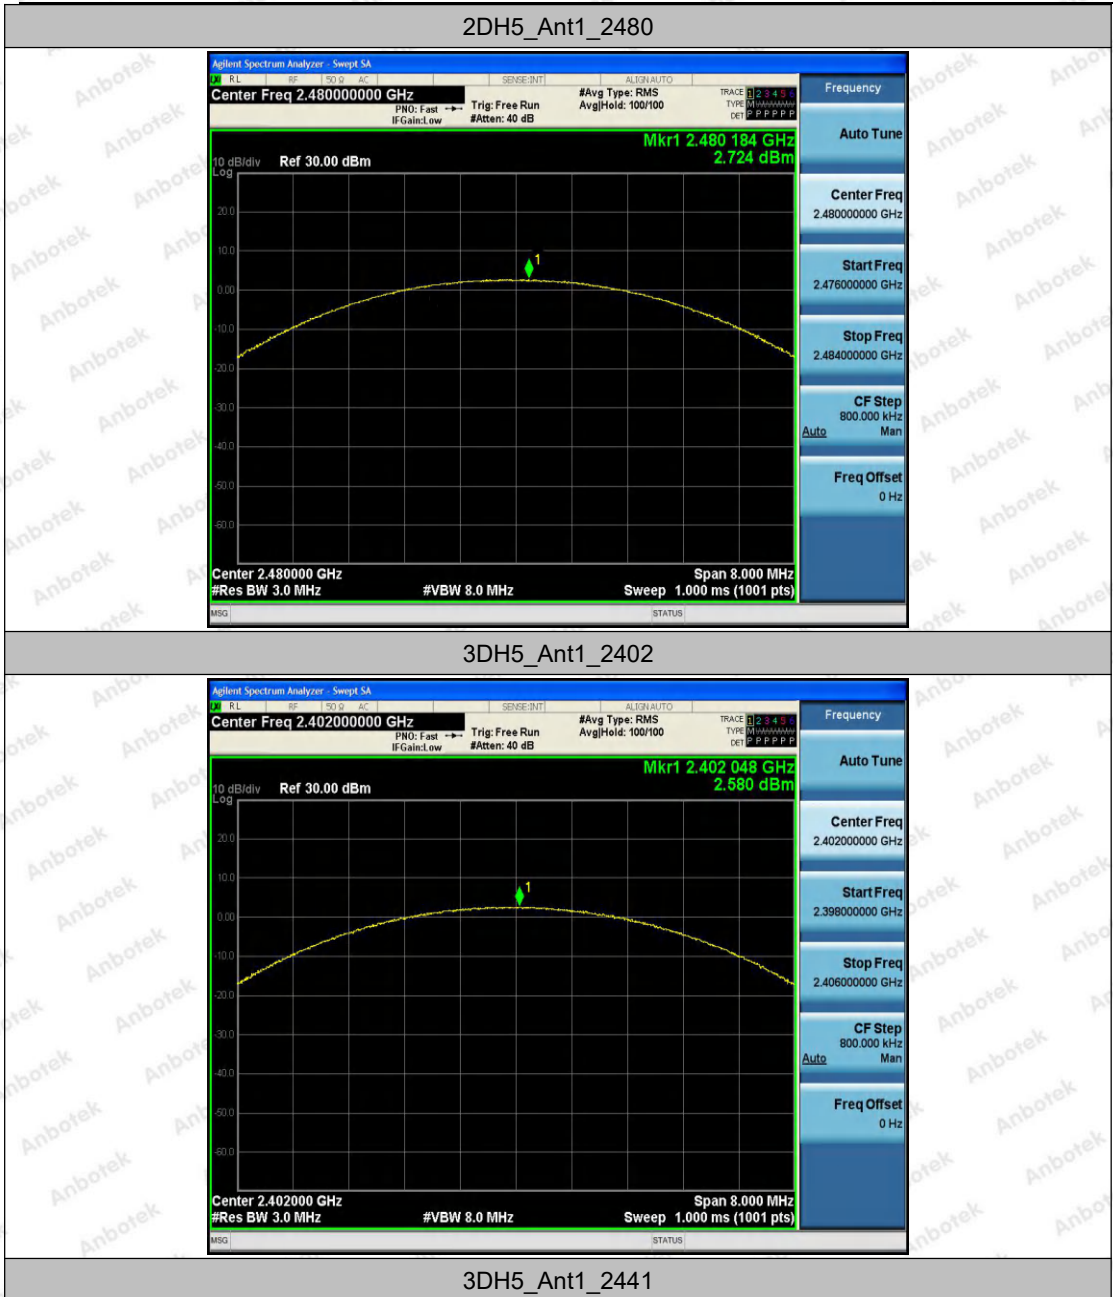 2DH5_Ant1_2480
Agilent Spectrum Analyzer - Swept SA
RL RF 50 Ω AC SENSE:INT ALIGNAUTO
Center Freq 2.480000000 GHz
PNO: Fast
IFGain:Low
Trig: Free Run
#Atten: 40 dB
#Avg Type: RMS
Avg|Hold: 100/100
TRACE 1 2 3 4 5 6
TYPE M
DET P P P P P P
Mkr1 2.480 184 GHz
2.724 dBm
10 dB/div Ref 30.00 dBm
Log
20.0
10.0
0.00
-10.0
-20.0
-30.0
-40.0
-50.0
-60.0
1
Center 2.480000 GHz Span 8.000 MHz
#Res BW 3.0 MHz #VBW 8.0 MHz Sweep 1.000 ms (1001 pts)
MSG STATUS
Frequency
Auto Tune
Center Freq
2.480000000 GHz
Start Freq
2.476000000 GHz
Stop Freq
2.484000000 GHz
CF Step
800.000 kHz
Auto Man
Freq Offset
0 Hz
3DH5_Ant1_2402
Agilent Spectrum Analyzer - Swept SA
RL RF 50 Ω AC SENSE:INT ALIGNAUTO
Center Freq 2.402000000 GHz
PNO: Fast
IFGain:Low
Trig: Free Run
#Atten: 40 dB
#Avg Type: RMS
Avg|Hold: 100/100
TRACE 1 2 3 4 5 6
TYPE M
DET P P P P P P
Mkr1 2.402 048 GHz
2.580 dBm
10 dB/div Ref 30.00 dBm
Log
20.0
10.0
0.00
-10.0
-20.0
-30.0
-40.0
-50.0
-60.0
1
Center 2.402000 GHz Span 8.000 MHz
#Res BW 3.0 MHz #VBW 8.0 MHz Sweep 1.000 ms (1001 pts)
MSG STATUS
Frequency
Auto Tune
Center Freq
2.402000000 GHz
Start Freq
2.398000000 GHz
Stop Freq
2.406000000 GHz
CF Step
800.000 kHz
Auto Man
Freq Offset
0 Hz
3DH5_Ant1_2441